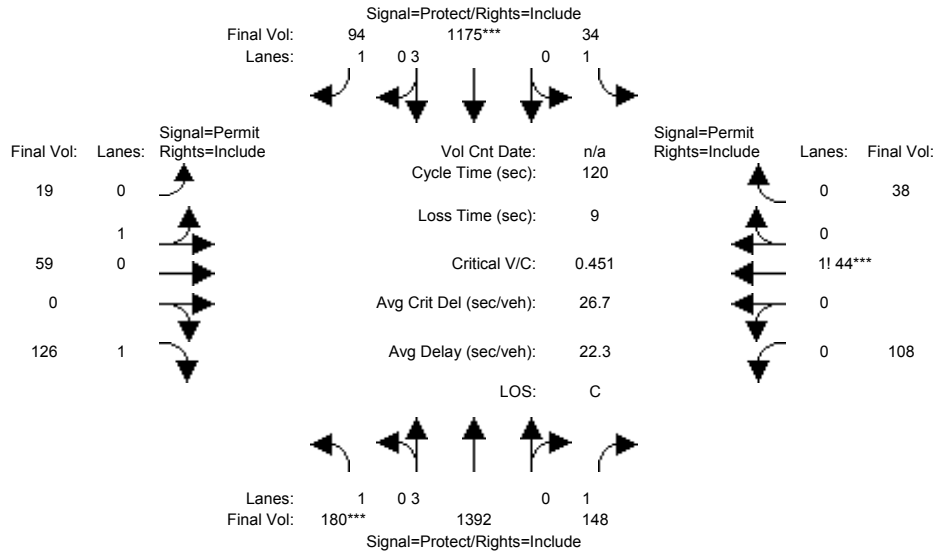 Signal=Protect/Rights=Include
Final Vol: 94 1175*** 34
Lanes: 1 0 3 0 1
Signal=Permit Signal=Permit
Final Vol: Lanes: Rights=Include Vol Cnt Date: n/a Rights=Include Lanes: Final Vol:
Cycle Time (sec): 120
19 0 0 38
Loss Time (sec): 9
1 0
59 0 Critical V/C: 0.451 1! 44***
0 Avg Crit Del (sec/veh): 26.7 0
126 1 Avg Delay (sec/veh): 22.3 0 108
LOS: C
Lanes: 1 0 3 0 1
Final Vol: 180*** 1392 148
Signal=Protect/Rights=Include